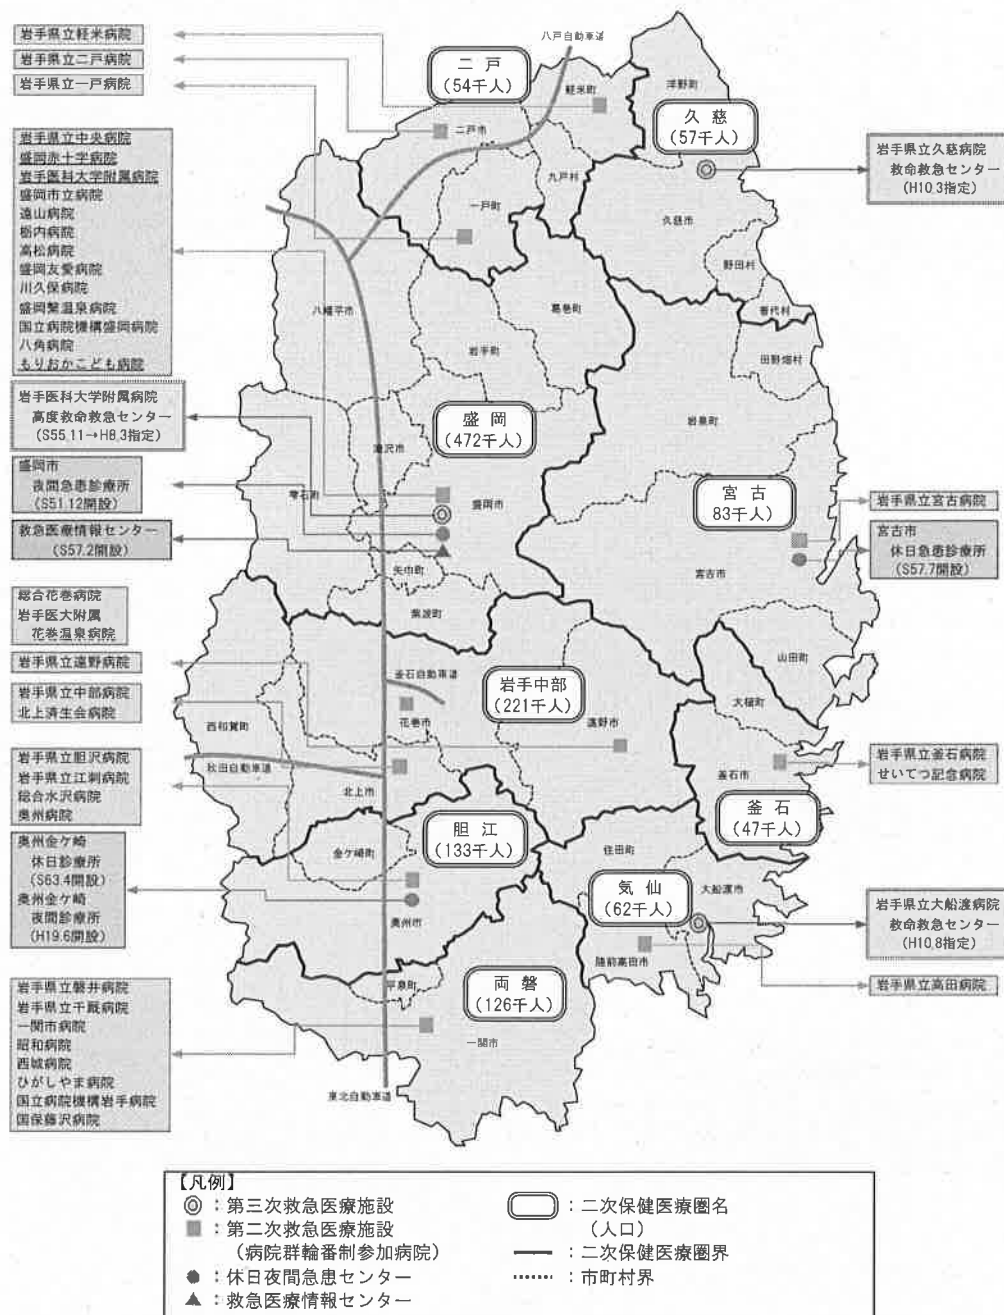 岩手県立軽米病院
岩手県立二戸病院
岩手県立一戸病院
岩手県立中央病院
盛岡赤十字病院
岩手医科大学附属病院
盛岡市立病院
遠山病院
栃内病院
高松病院
盛岡友愛病院
川久保病院
盛岡繋温泉病院
国立病院機構盛岡病院
八角病院
もりおかこども病院
岩手医科大学附属病院
高度救命救急センター
(S55.11→H8.3指定)
盛岡市
夜間急患診療所
(S51.12開設)
救急医療情報センター
(S57.2開設)
総合花巻病院
岩手医大附属
花巻温泉病院
岩手県立遠野病院
岩手県立中部病院
北上済生会病院
岩手県立胆沢病院
岩手県立江刺病院
総合水沢病院
奥州病院
奥州金ケ崎
休日診療所
(S63.4開設)
奥州金ケ崎
夜間診療所
(H19.6開設)
岩手県立磐井病院
岩手県立千厩病院
一関市病院
昭和病院
西城病院
ひがしやま病院
国立病院機構岩手病院
国保藤沢病院
八戸自動車道
二戸
(54千人)
軽米町
洋野町
久慈
(57千人)
二戸市
九戸村
一戸町
久慈市
野田村
普代村
八幡平市
葛巻町
田野畑村
岩手町
岩泉町
盛岡
(472千人)
滝沢市
宮古
(83千人)
雫石町
盛岡市
宮古市
矢巾町
紫波町
山田町
釜石自動車道
岩手中部
(221千人)
大槌町
西和賀町
花巻市
遠野市
秋田自動車道
北上市
釜石市
釜石
(47千人)
胆江
(133千人)
金ケ崎町
住田町
気仙
(62千人)
大船渡市
奥州市
陸前高田市
両磐
(126千人)
平泉町
一関市
東北自動車道
岩手県立久慈病院
救命救急センター
(H10.3指定)
岩手県立宮古病院
宮古市
休日急患診療所
(S57.7開設)
岩手県立釜石病院
せいてつ記念病院
岩手県立大船渡病院
救命救急センター
(H10.8指定)
岩手県立高田病院
【凡例】
◎:第三次救急医療施設
■:第二次救急医療施設
(病院群輪番制参加病院)
●:休日夜間急患センター
▲:救急医療情報センター
:二次保健医療圏名
(人口)
:二次保健医療圏界
:市町村界